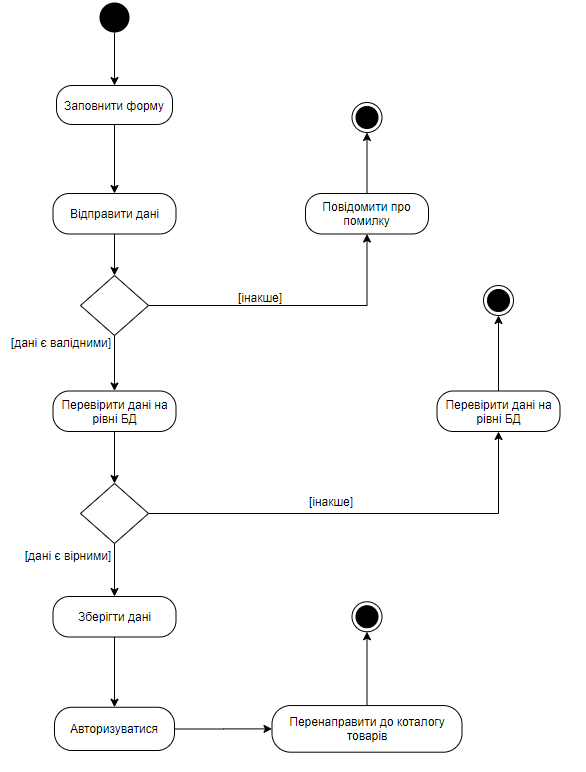 Заповнити форму
Відправити дані
Повідомити про
помилку
[інакше]
[дані є валідними]
Перевірити дані на
рівні БД
Перевірити дані на
рівні БД
[інакше]
[дані є вірними]
Зберігти дані
Авторизуватися
Перенаправити до коталогу
товарів